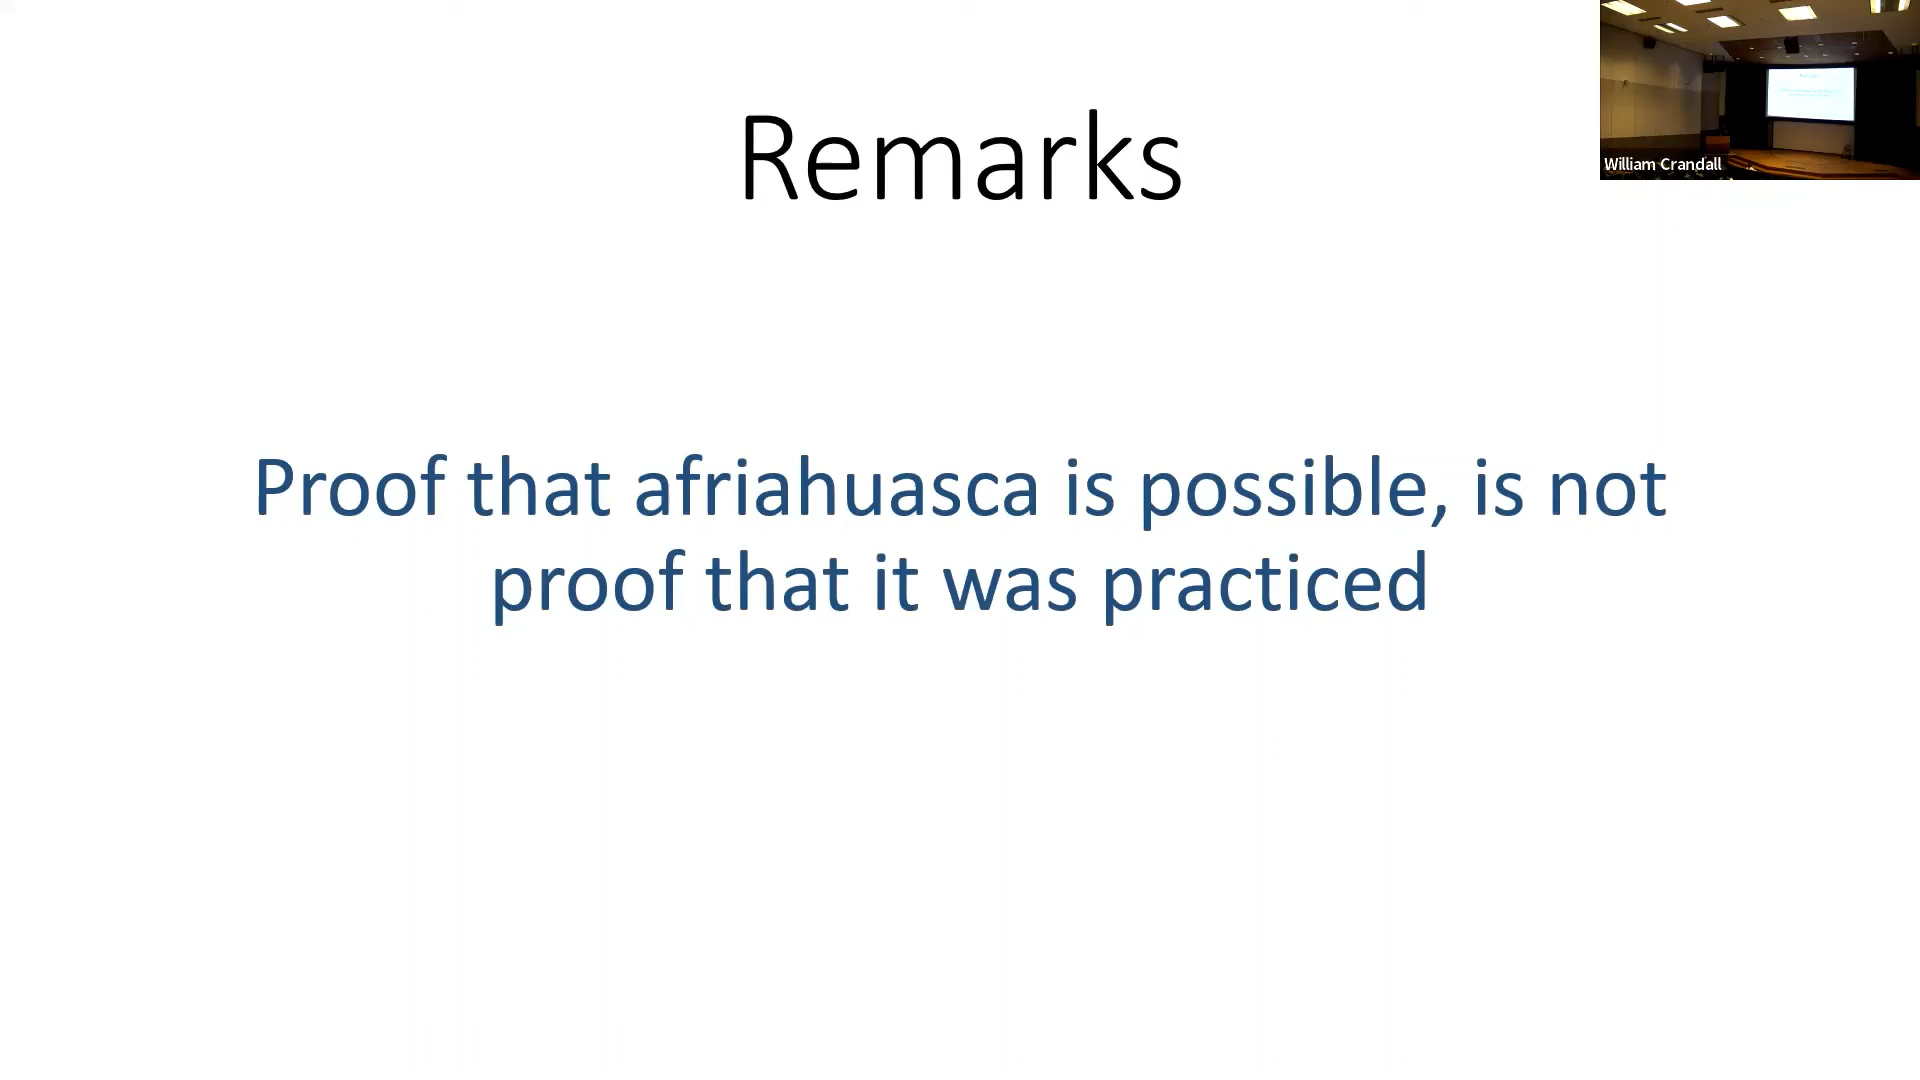 Remarks
Proof that afriahuasca is possible, is not
proof that it was practiced
William Crandall